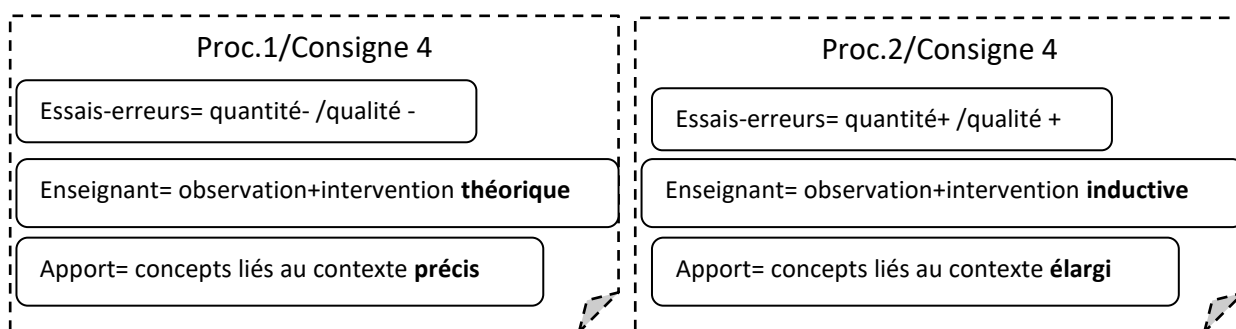 Proc.1/Consigne 4
Essais-erreurs= quantité- /qualité -
Enseignant= observation+intervention théorique
Apport= concepts liés au contexte précis
Proc.2/Consigne 4
Essais-erreurs= quantité+ /qualité +
Enseignant= observation+intervention inductive
Apport= concepts liés au contexte élargi